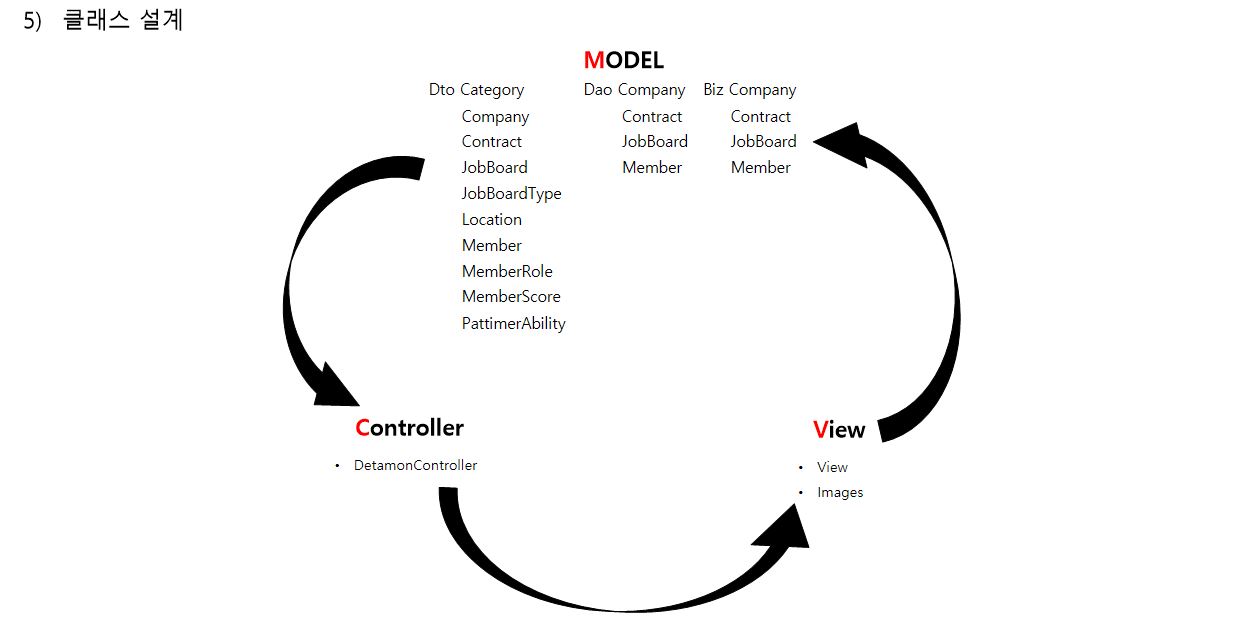 5) 클래스 설계
MODEL
Dto Category Dao Company Biz Company
Company Contract Contract
Contract JobBoard JobBoard
JobBoard Member Member
JobBoardType
Location
Member
MemberRole
MemberScore
PattimerAbility
Controller
• DetamonController
View
• View
• Images